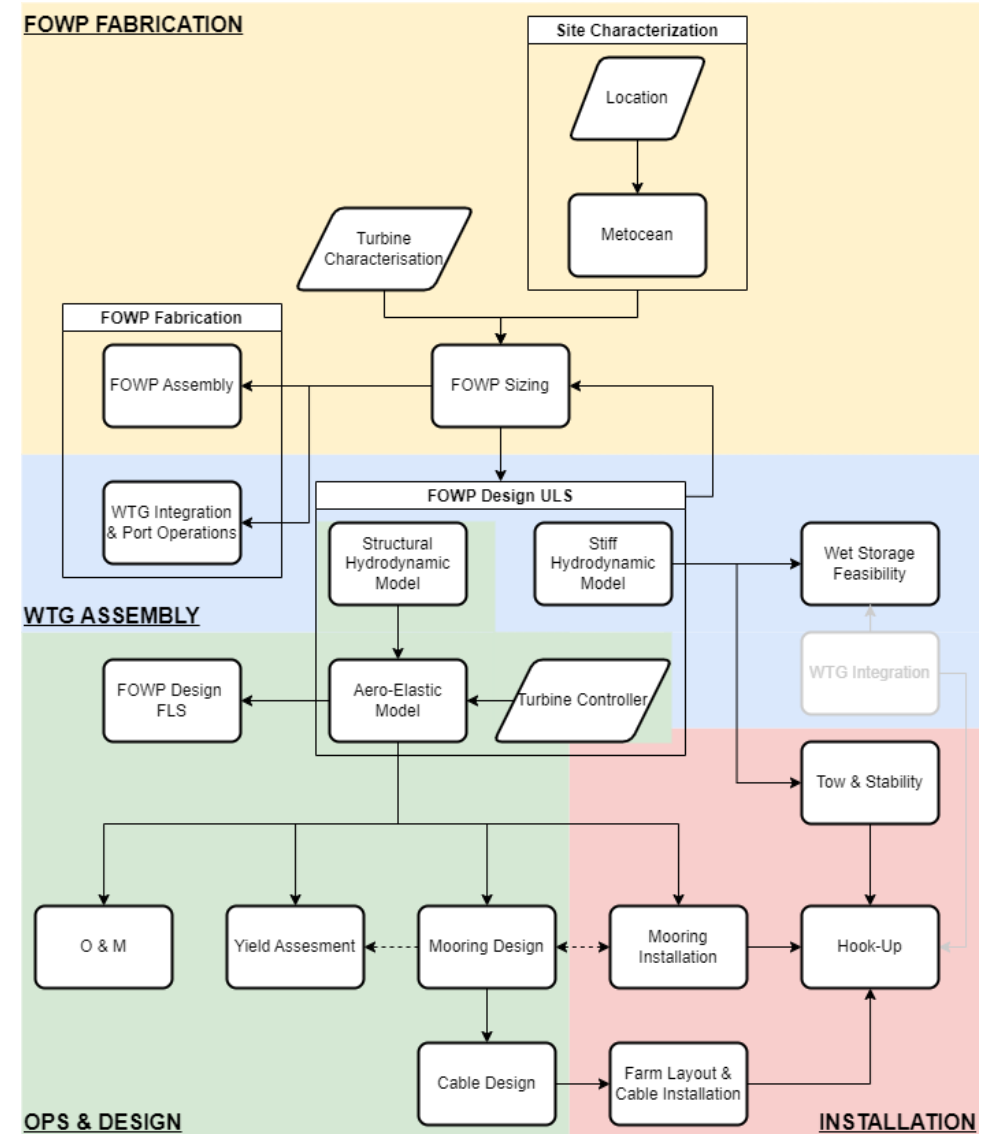 FOWP FABRICATION
Site Characterization
Location
Metocean
Turbine
Characterisation
FOWP Fabrication
FOWP Assembly
FOWP Sizing
WTG Integration
& Port Operations
FOWP Design ULS
Structural
Hydrodynamic
Model
Stiff
Hydrodynamic
Model
Wet Storage
Feasibility
WTG ASSEMBLY
WTG Integration
FOWP Design
FLS
Aero-Elastic
Model
Turbine Controller
Tow & Stability
O & M
Yield Assesment
Mooring Design
Mooring
Installation
Hook-Up
Cable Design
Farm Layout &
Cable Installation
OPS & DESIGN
INSTALLATION